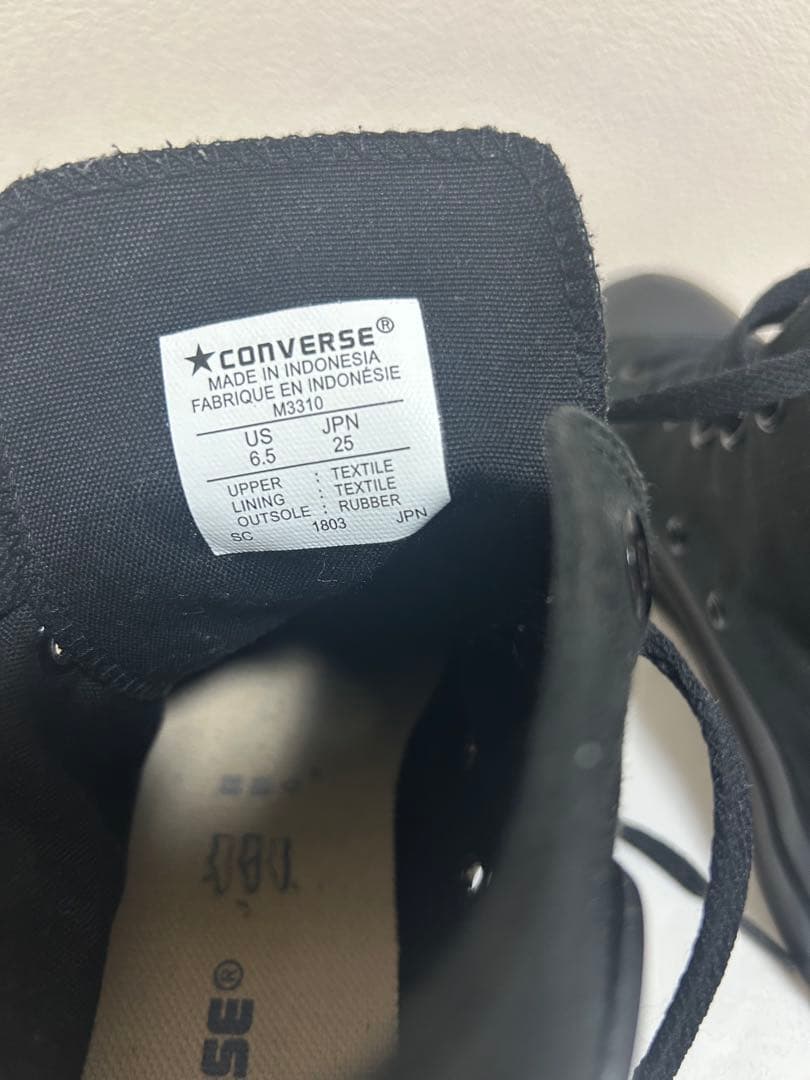 ★CONVERSE®
MADE IN INDONESIA
FABRIQUE EN INDONÉSIE
M3310
US JPN
6.5 25
UPPER : TEXTILE
LINING : TEXTILE
OUTSOLE : RUBBER
SC 1803 JPN
SE®